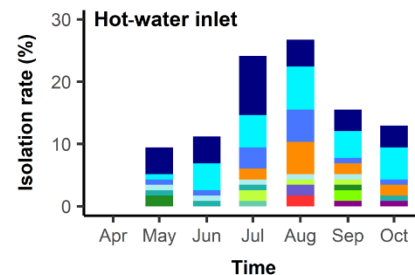 Hot-water inlet
Isolation rate (%)
30
20
10
0
Apr May Jun Jul Aug Sep Oct
Time